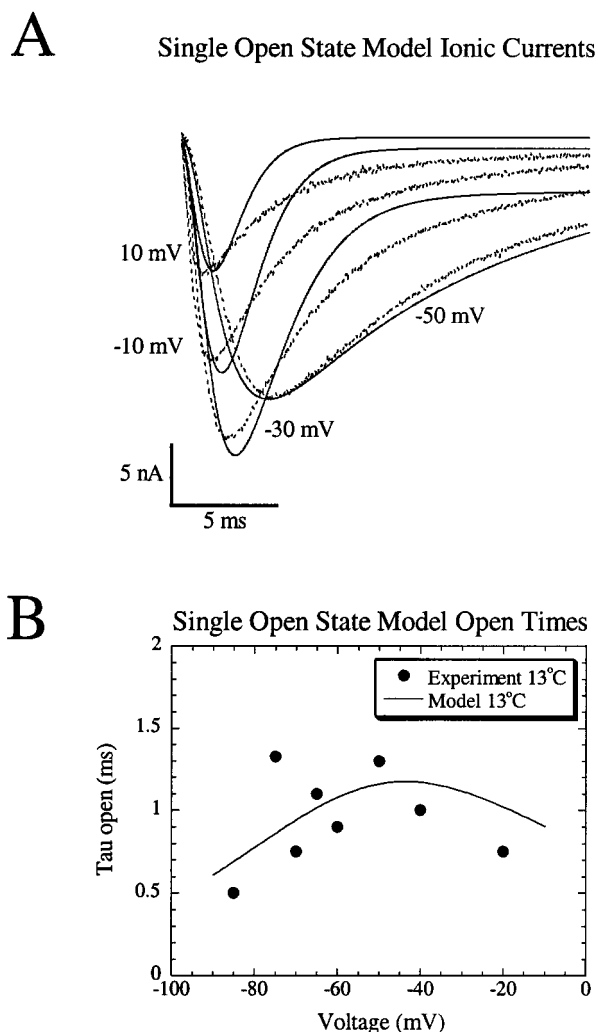 A
Single Open State Model Ionic Currents
10 mV
-10 mV
-50 mV
-30 mV
5 nA
5 ms
B
Single Open State Model Open Times
2
1.5
1
0.5
0
Tau open (ms)
Experiment 13°C
Model 13°C
-100
-80
-60
-40
-20
0
Voltage (mV)